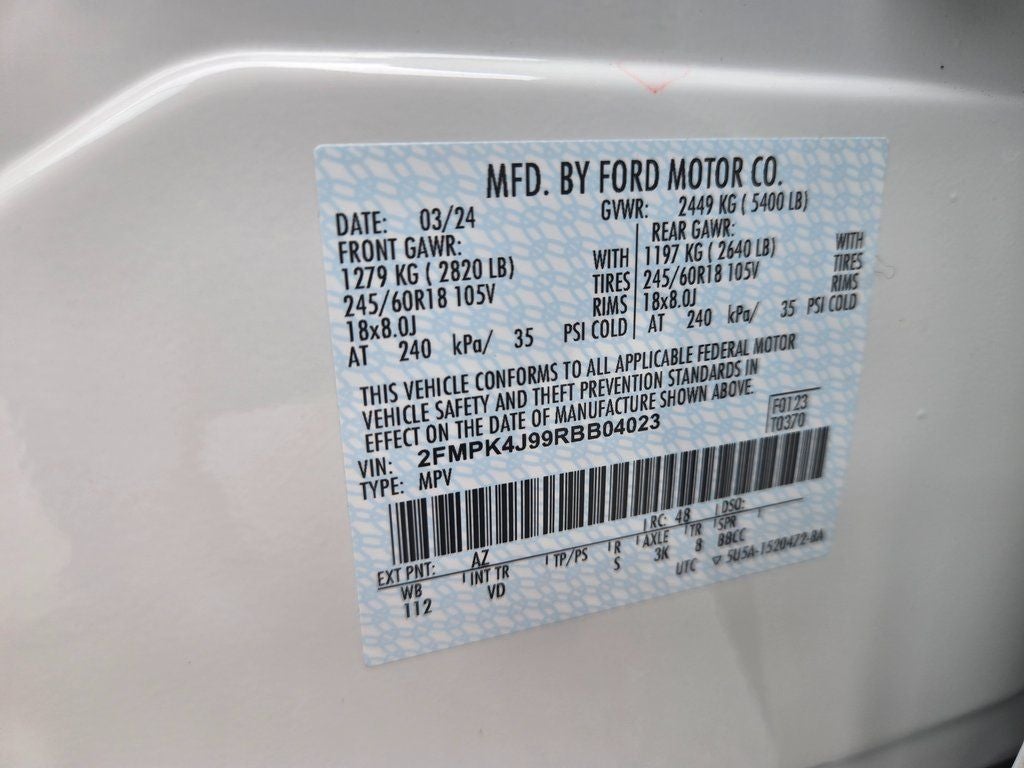 MFD. BY FORD MOTOR CO.
DATE: 03/24 GVWR: 2449 KG ( 5400 LB)
FRONT GAWR: REAR GAWR:
1279 KG ( 2820 LB) WITH 1197 KG ( 2640 LB) WITH
245/60R18 105V TIRES 245/60R18 105V TIRES
18x8.0J RIMS 18x8.0J RIMS
AT 240 kPa/ 35 PSI COLD AT 240 kPa/ 35 PSI COLD
THIS VEHICLE CONFORMS TO ALL APPLICABLE FEDERAL MOTOR
VEHICLE SAFETY AND THEFT PREVENTION STANDARDS IN
EFFECT ON THE DATE OF MANUFACTURE SHOWN ABOVE.
VIN: 2FMPK4J99RBB04023 F0123
TYPE: MPV T0370
EXT PNT: AZ RC: 48 DSO:
WB INT TR TP/PS R AXLE TR SPR
112 VD S 3K 8 BBCC
UTC ▽ 5U5A-1520472-BA